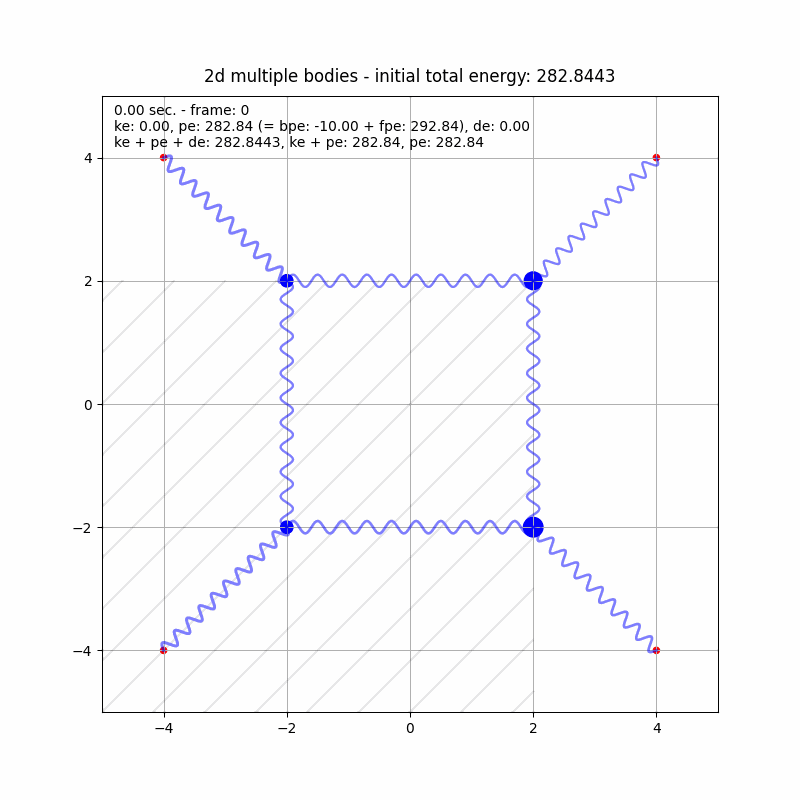 2d multiple bodies - initial total energy: 282.8443
0.00 sec. - frame: 0
ke: 0.00, pe: 282.84 (= bpe: -10.00 + fpe: 292.84), de: 0.00
ke + pe + de: 282.8443, ke + pe: 282.84, pe: 282.84
4
2
0
−2
−4
−4 −2 0 2 4